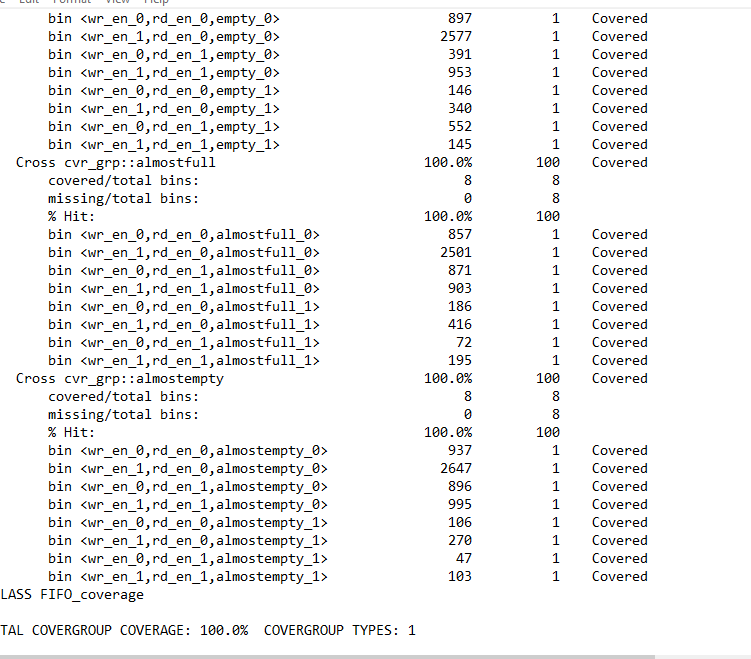 Edit Format View Help
bin <wr_en_0,rd_en_0,empty_0> 897 1 Covered
bin <wr_en_1,rd_en_0,empty_0> 2577 1 Covered
bin <wr_en_0,rd_en_1,empty_0> 391 1 Covered
bin <wr_en_1,rd_en_1,empty_0> 953 1 Covered
bin <wr_en_0,rd_en_0,empty_1> 146 1 Covered
bin <wr_en_1,rd_en_0,empty_1> 340 1 Covered
bin <wr_en_0,rd_en_1,empty_1> 552 1 Covered
bin <wr_en_1,rd_en_1,empty_1> 145 1 Covered
Cross cvr_grp::almostfull 100.0% 100 Covered
covered/total bins: 8 8
missing/total bins: 0 8
% Hit: 100.0% 100
bin <wr_en_0,rd_en_0,almostfull_0> 857 1 Covered
bin <wr_en_1,rd_en_0,almostfull_0> 2501 1 Covered
bin <wr_en_0,rd_en_1,almostfull_0> 871 1 Covered
bin <wr_en_1,rd_en_1,almostfull_0> 903 1 Covered
bin <wr_en_0,rd_en_0,almostfull_1> 186 1 Covered
bin <wr_en_1,rd_en_0,almostfull_1> 416 1 Covered
bin <wr_en_0,rd_en_1,almostfull_1> 72 1 Covered
bin <wr_en_1,rd_en_1,almostfull_1> 195 1 Covered
Cross cvr_grp::almostempty 100.0% 100 Covered
covered/total bins: 8 8
missing/total bins: 0 8
% Hit: 100.0% 100
bin <wr_en_0,rd_en_0,almostempty_0> 937 1 Covered
bin <wr_en_1,rd_en_0,almostempty_0> 2647 1 Covered
bin <wr_en_0,rd_en_1,almostempty_0> 896 1 Covered
bin <wr_en_1,rd_en_1,almostempty_0> 995 1 Covered
bin <wr_en_0,rd_en_0,almostempty_1> 106 1 Covered
bin <wr_en_1,rd_en_0,almostempty_1> 270 1 Covered
bin <wr_en_0,rd_en_1,almostempty_1> 47 1 Covered
bin <wr_en_1,rd_en_1,almostempty_1> 103 1 Covered
LASS FIFO_coverage
TAL COVERGROUP COVERAGE: 100.0% COVERGROUP TYPES: 1